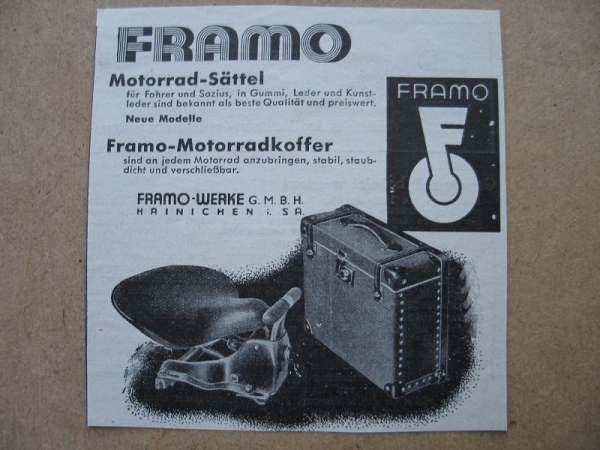 FRAMO
Motorrad-Sättel
für Fahrer und Sozius, in Gummi, Leder und Kunst-
leder sind bekannt als beste Qualität und preiswert.
Neue Modelle
Framo-Motorradkoffer
sind an jedem Motorrad anzubringen, stabil, staub-
dicht und verschließbar.
FRAMO-WERKE G.M.B.H.
HAINICHEN i. SA.
FRAMO
F